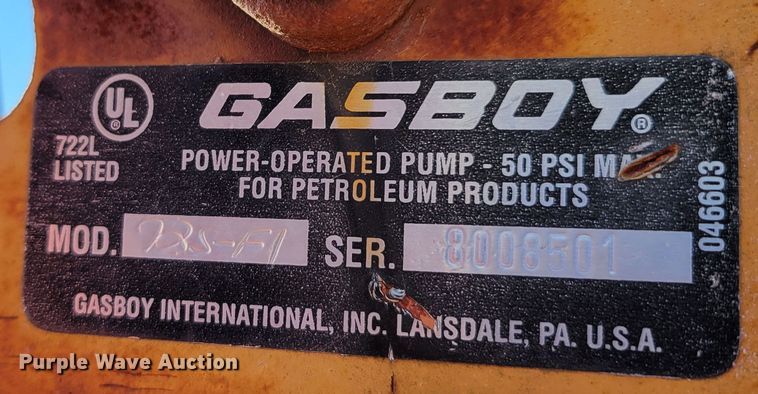 UL ®
GASBOY®
722L
LISTED
POWER-OPERATED PUMP - 50 PSI MAX.
FOR PETROLEUM PRODUCTS
046603
MOD. 72S-F1 SER. 8008501
GASBOY INTERNATIONAL, INC. LANSDALE, PA. U.S.A.
Purple Wave Auction